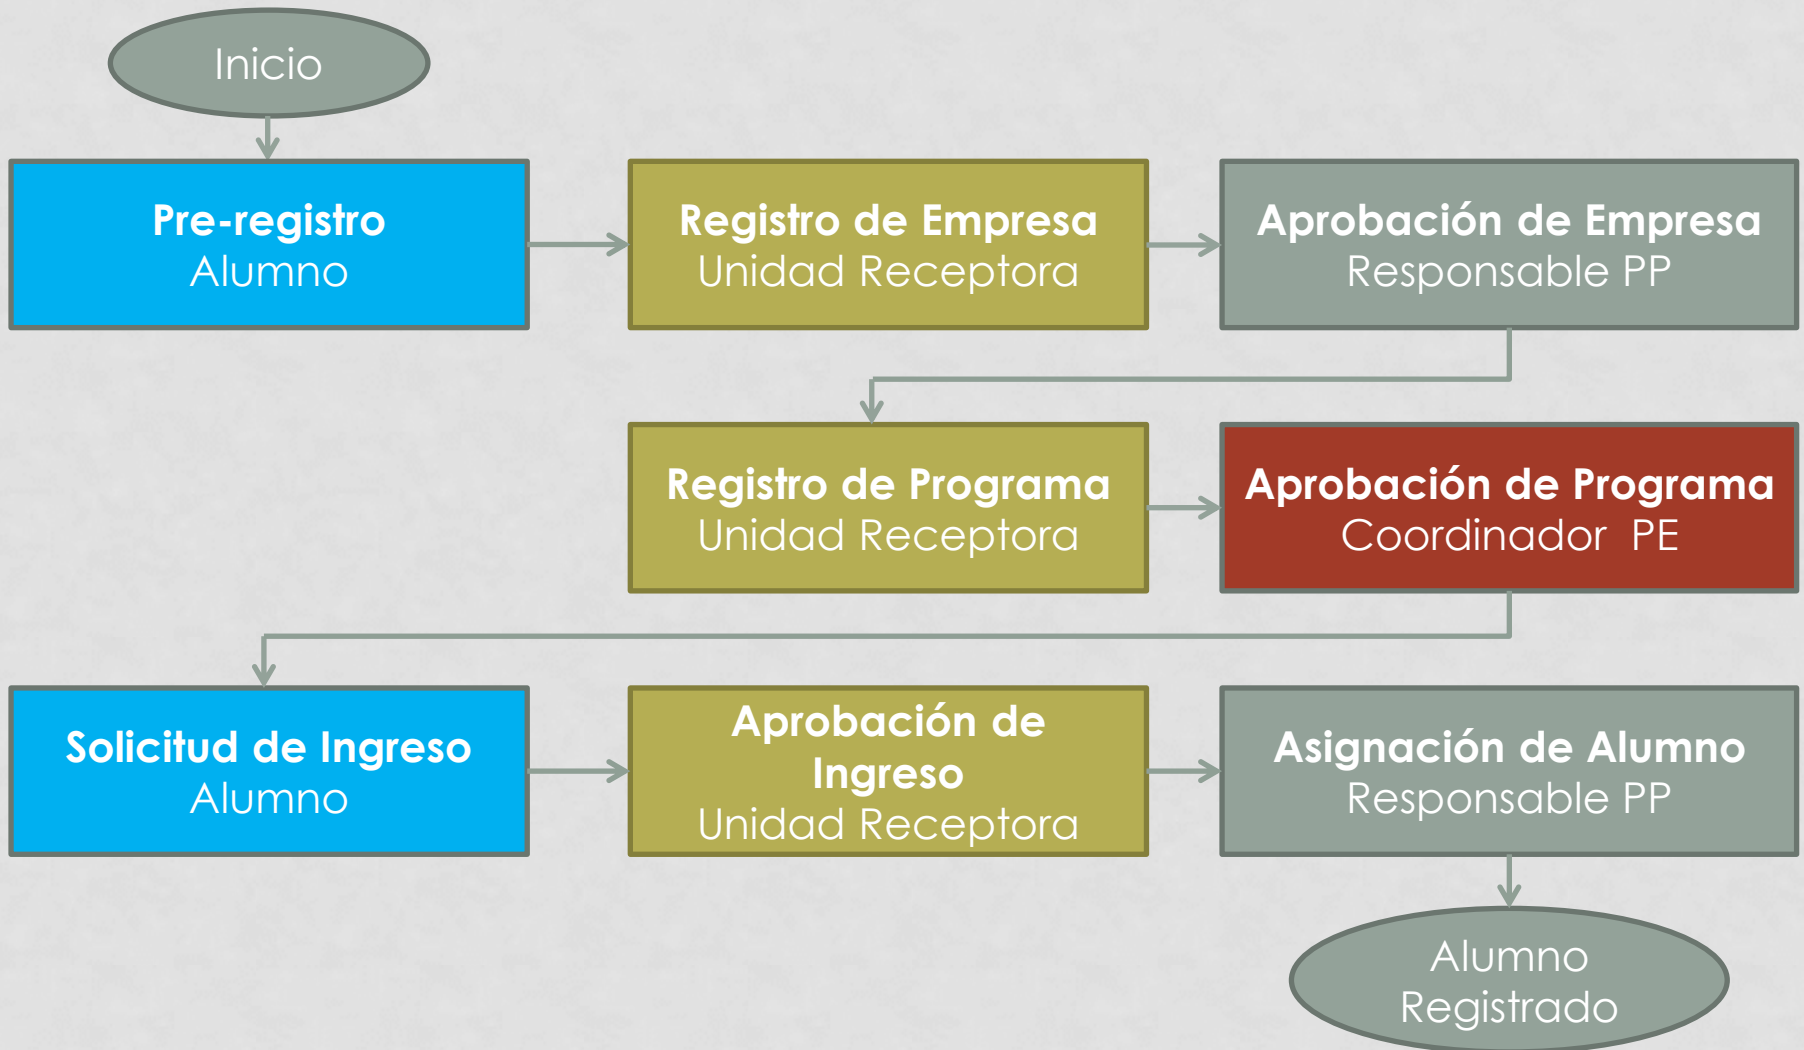 Inicio
Pre-registro
Alumno
Registro de Empresa
Unidad Receptora
Aprobación de Empresa
Responsable PP
Registro de Programa
Unidad Receptora
Aprobación de Programa
Coordinador  PE
Solicitud de Ingreso
Alumno
Aprobación de
Ingreso
Unidad Receptora
Asignación de Alumno
Responsable PP
Alumno
Registrado